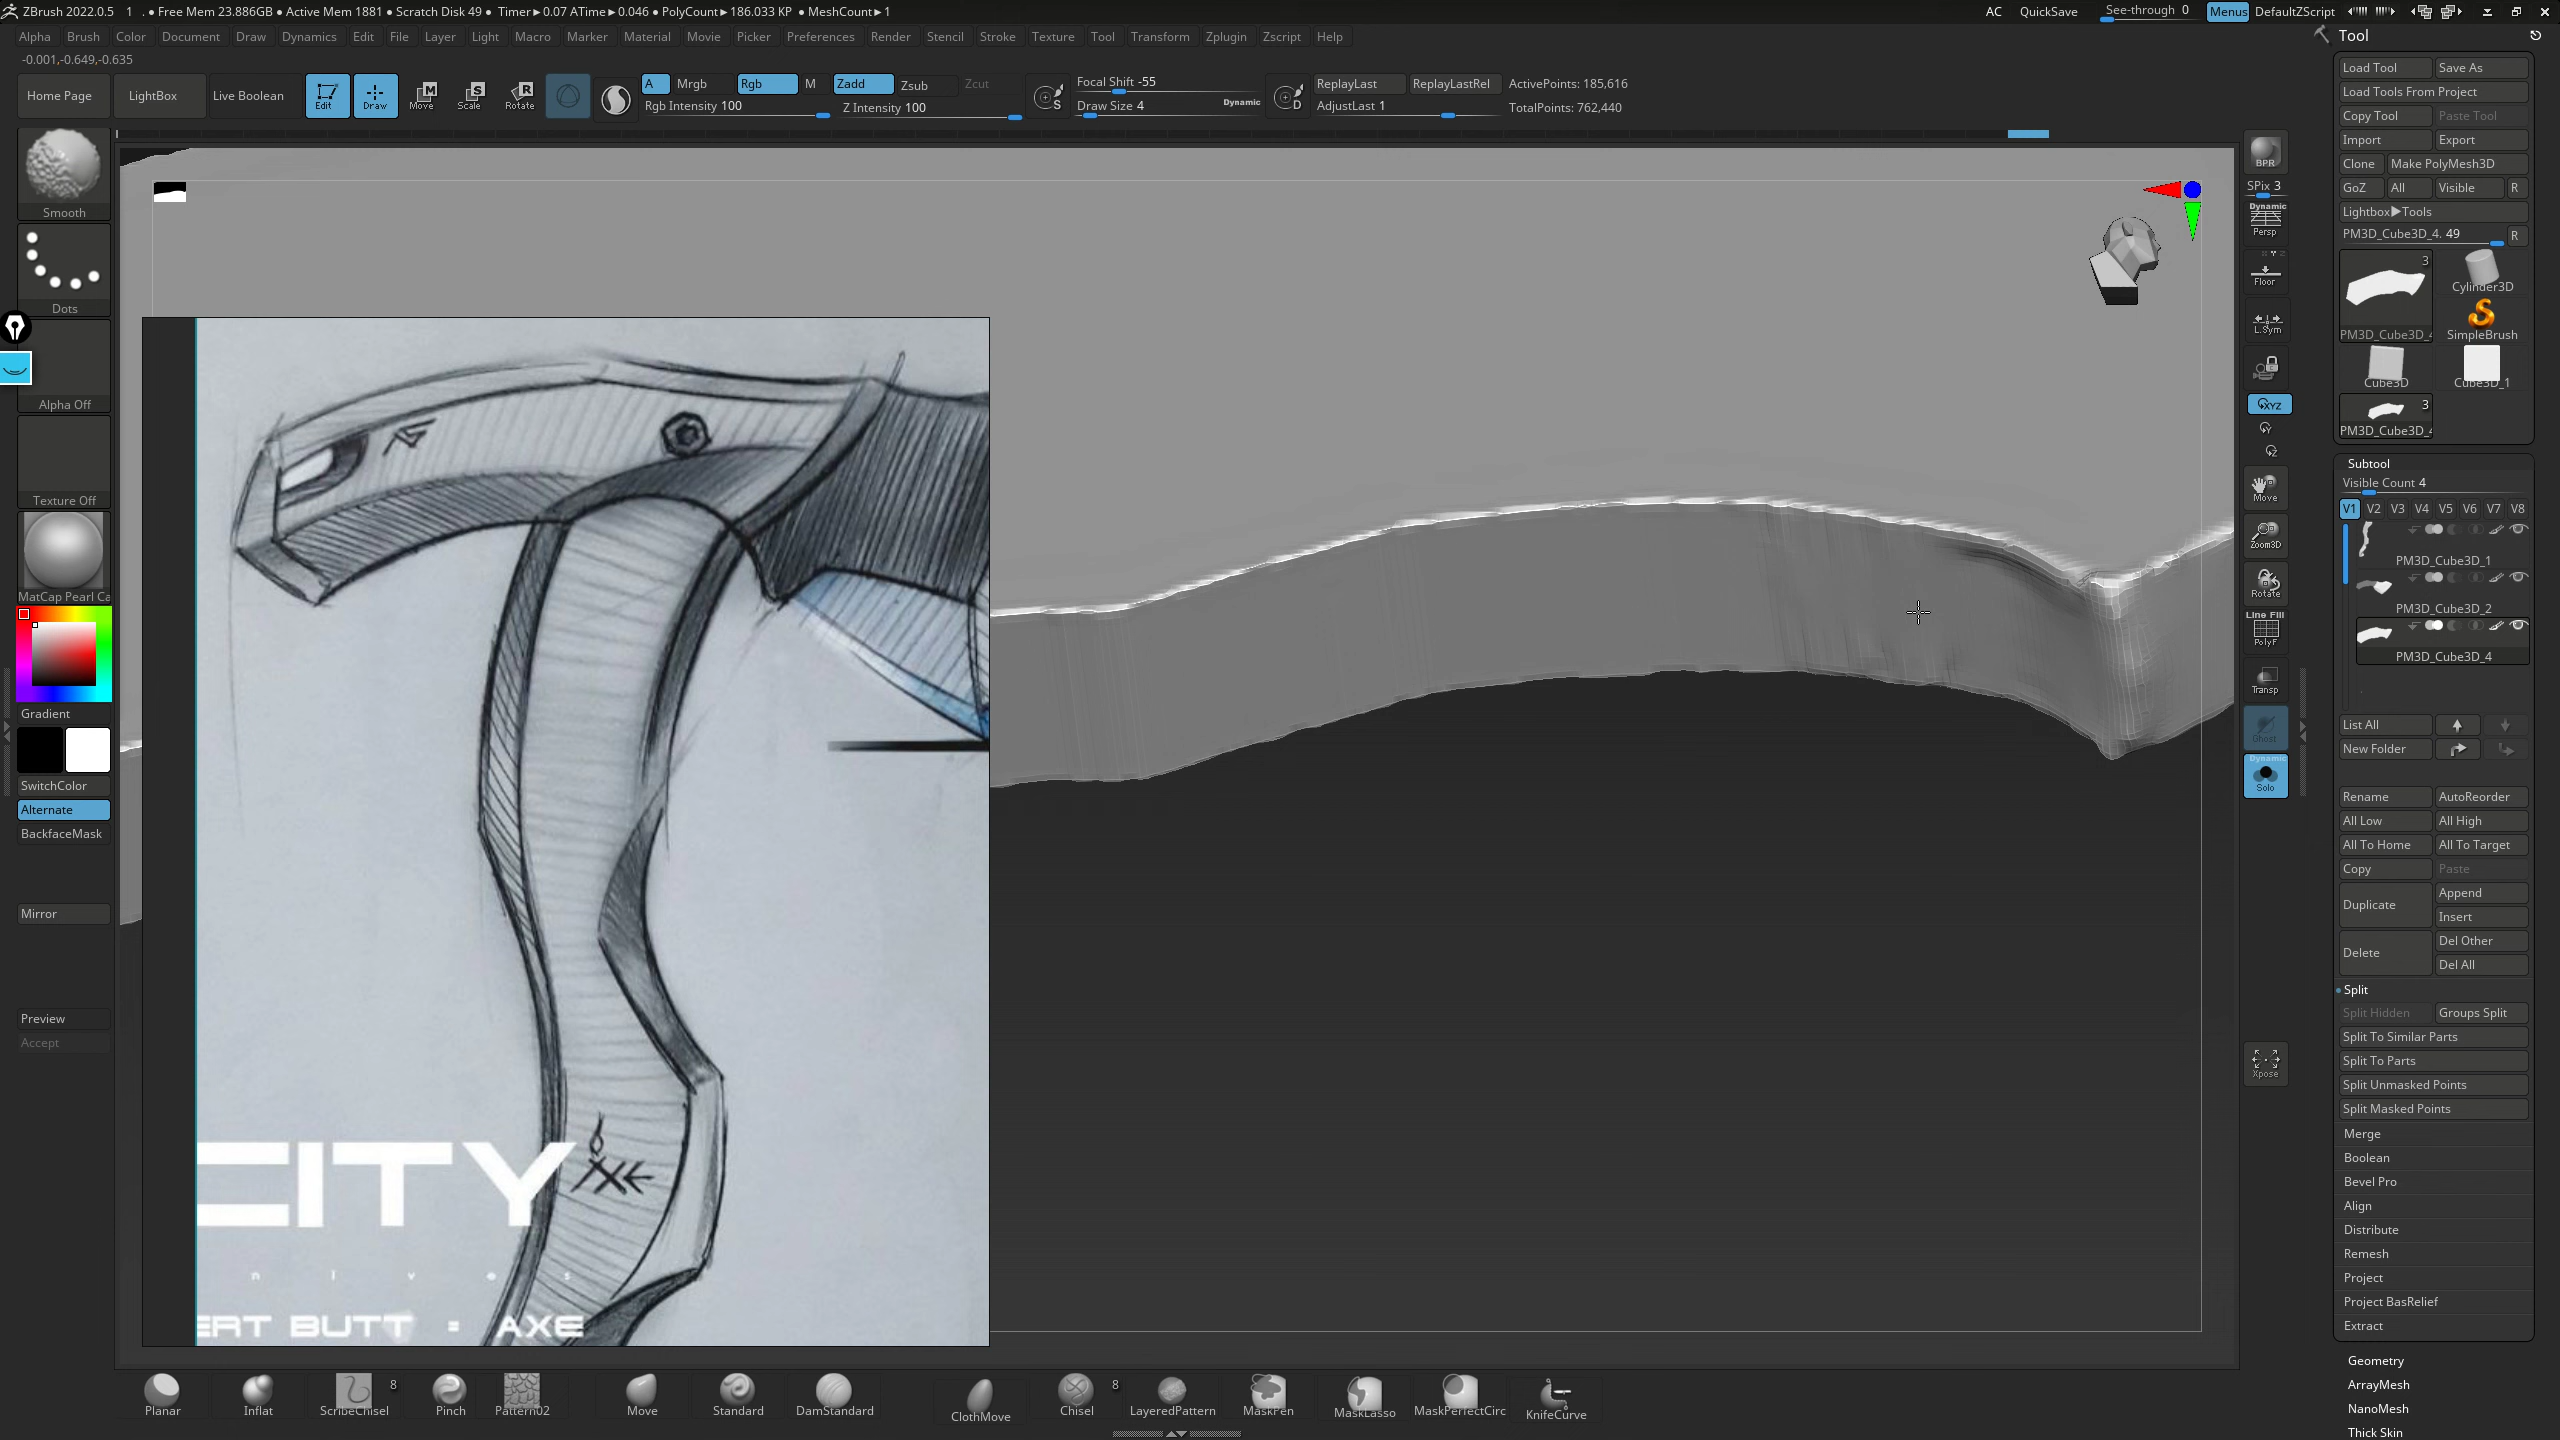 ZBrush 2022.0.5 1 . • Free Mem 23.886GB • Active Mem 1881 • Scratch Disk 49 • Timer▶0.07 ATime▶0.046 • PolyCount▶186.033 KP • MeshCount▶1 AC QuickSave See-through 0 Menus DefaultZScript
Alpha Brush Color Document Draw Dynamics Edit File Layer Light Macro Marker Material Movie Picker Preferences Render Stencil Stroke Texture Tool Transform Zplugin Zscript Help
-0.001,-0.649,-0.635
Home Page LightBox Live Boolean Edit Draw Move Scale Rotate
A Mrgb Rgb M Zadd Zsub Zcut
Rgb Intensity 100 Z Intensity 100
Focal Shift -55
Draw Size 4 Dynamic
ReplayLast ReplayLastRel ActivePoints: 185,616
AdjustLast 1 TotalPoints: 762,440
Smooth
Dots
Alpha Off
Texture Off
MatCap Pearl Ca
Gradient
SwitchColor
Alternate
BackfaceMask
Mirror
Preview
Accept
CITY
n i v e s
ERT BUTT : AXE
BPR
SPix 3
Dynamic
Persp
Floor
L.Sym
XYZ
Y
Z
Move
Zoom3D
Rotate
Line Fill
PolyF
Transp
Ghost
Dynamic
Solo
Xpose
Tool
Load Tool Save As
Load Tools From Project
Copy Tool Paste Tool
Import Export
Clone Make PolyMesh3D
GoZ All Visible R
Lightbox▶Tools
PM3D_Cube3D_4. 49 R
3
Cylinder3D
PM3D_Cube3D_4 SimpleBrush
Cube3D Cube3D_1
3
PM3D_Cube3D_4
Subtool
Visible Count 4
V1 V2 V3 V4 V5 V6 V7 V8
PM3D_Cube3D_1
PM3D_Cube3D_2
PM3D_Cube3D_4
List All
New Folder
Rename AutoReorder
All Low All High
All To Home All To Target
Copy Paste
Duplicate Append
Insert
Delete Del Other
Del All
Split
Split Hidden Groups Split
Split To Similar Parts
Split To Parts
Split Unmasked Points
Split Masked Points
Merge
Boolean
Bevel Pro
Align
Distribute
Remesh
Project
Project BasRelief
Extract
Geometry
ArrayMesh
NanoMesh
Thick Skin
Planar Inflat ScribeChisel 8 Pinch Pattern02 Move Standard DamStandard ClothMove Chisel 8 LayeredPattern MaskPen MaskLasso MaskPerfectCirc KnifeCurve